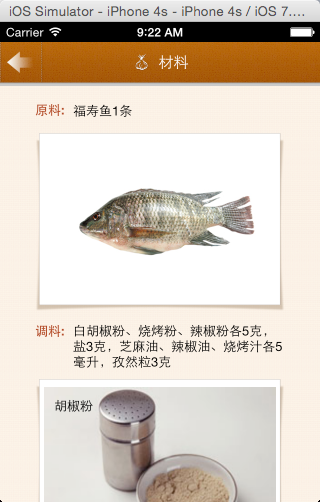 iOS Simulator - iPhone 4s - iPhone 4s / iOS 7....
Carrier 9:22 AM
材料
原料: 福寿鱼1条
调料: 白胡椒粉、烧烤粉、辣椒粉各5克，
盐3克，芝麻油、辣椒油、烧烤汁各5
毫升，孜然粒3克
胡椒粉